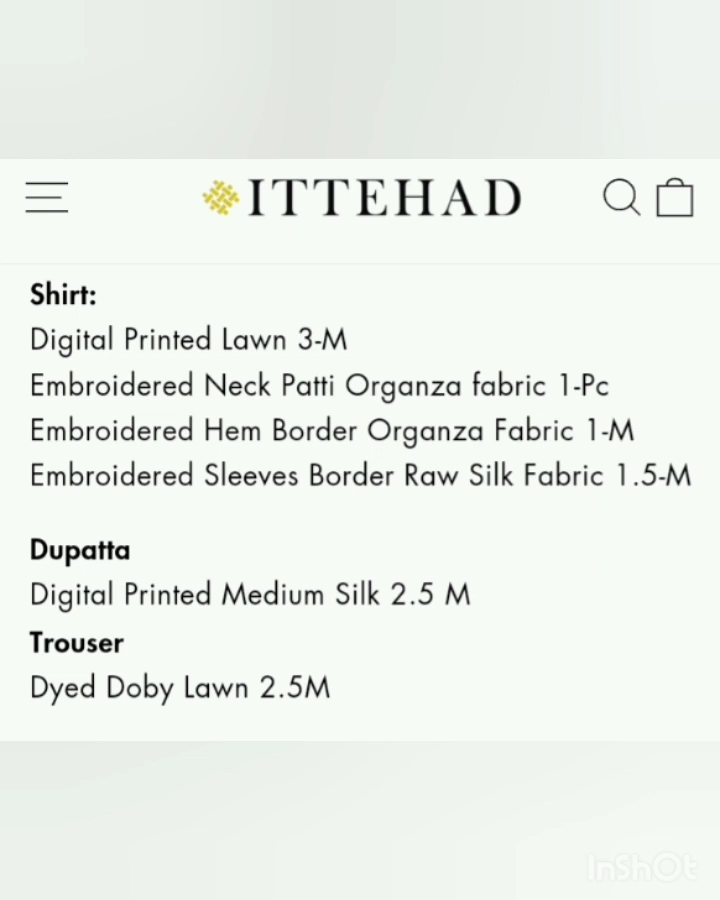 ITTEHAD
Shirt:
Digital Printed Lawn 3-M
Embroidered Neck Patti Organza fabric 1-Pc
Embroidered Hem Border Organza Fabric 1-M
Embroidered Sleeves Border Raw Silk Fabric 1.5-M
Dupatta
Digital Printed Medium Silk 2.5 M
Trouser
Dyed Doby Lawn 2.5M
InShOt